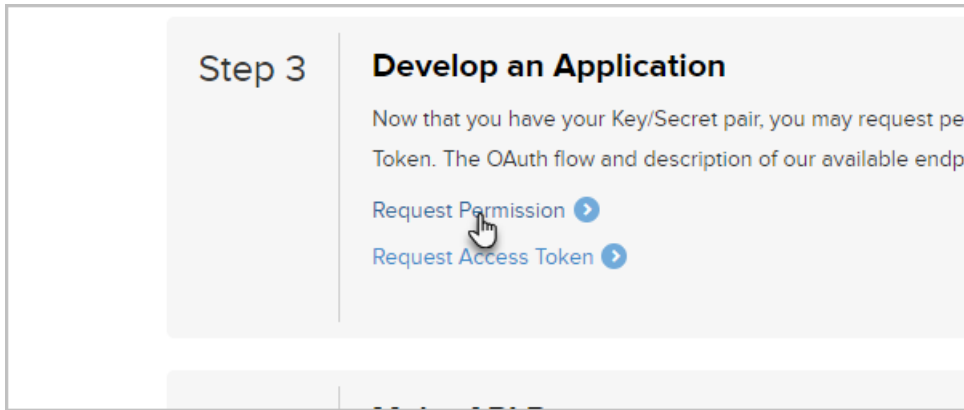 Step 3
Develop an Application
Now that you have your Key/Secret pair, you may request pe
Token. The OAuth flow and description of our available endp
Request Permission
Request Access Token